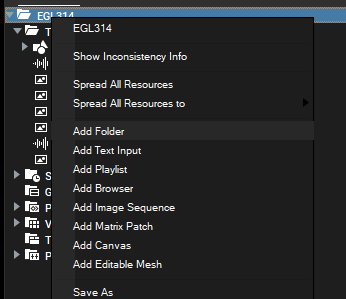 EGL314
EGL314
T
Show Inconsistency Info
Spread All Resources
Spread All Resources to
Add Folder
Add Text Input
Add Playlist
Add Browser
S
Add Image Sequence
G
Add Matrix Patch
P
Add Canvas
V
Add Editable Mesh
T
P
Save As